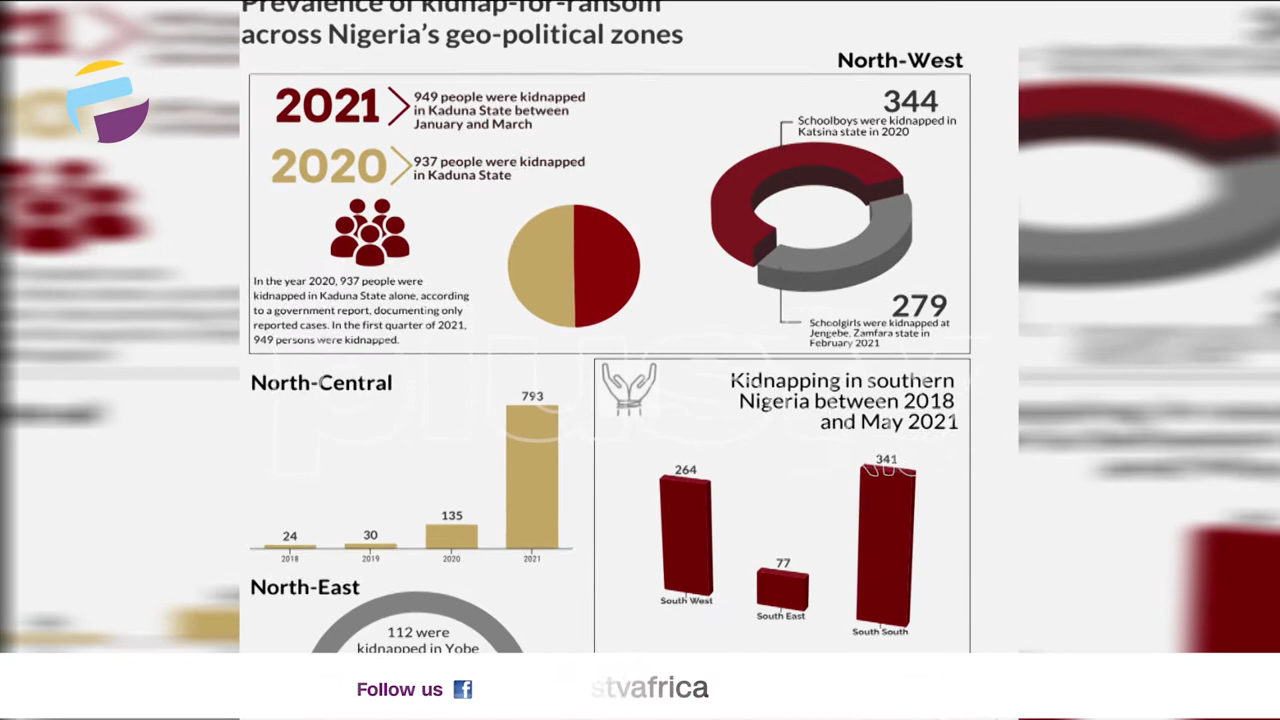 Prevalence of kidnap-for-ransom
across Nigeria's geo-political zones
North-West
2021
949 people were kidnapped
in Kaduna State between
January and March
2020
937 people were kidnapped
in Kaduna State
In the year 2020, 937 people were
kidnapped in Kaduna State alone, according
to a government report, documenting only
reported cases. In the first quarter of 2021,
949 persons were kidnapped.
344
Schoolboys were kidnapped in
Katsina state in 2020
279
Schoolgirls were kidnapped at
Jengebe, Zamfara state in
February 2021
North-Central
793
135
30
24
2018
2019
2020
2021
Kidnapping in southern
Nigeria between 2018
and May 2021
264
77
341
South West
South East
South South
North-East
112 were
kidnapped in Yobe
Follow us
stvafrica